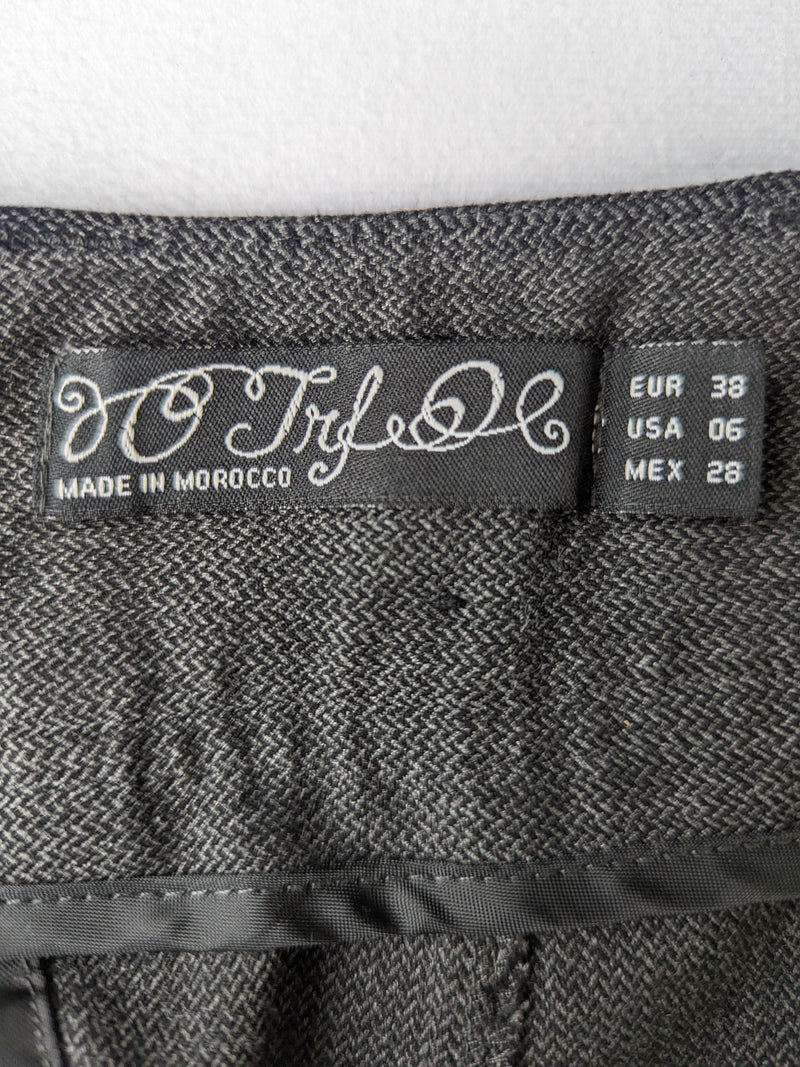 Trf
MADE IN MOROCCO
EUR 38
USA 06
MEX 28